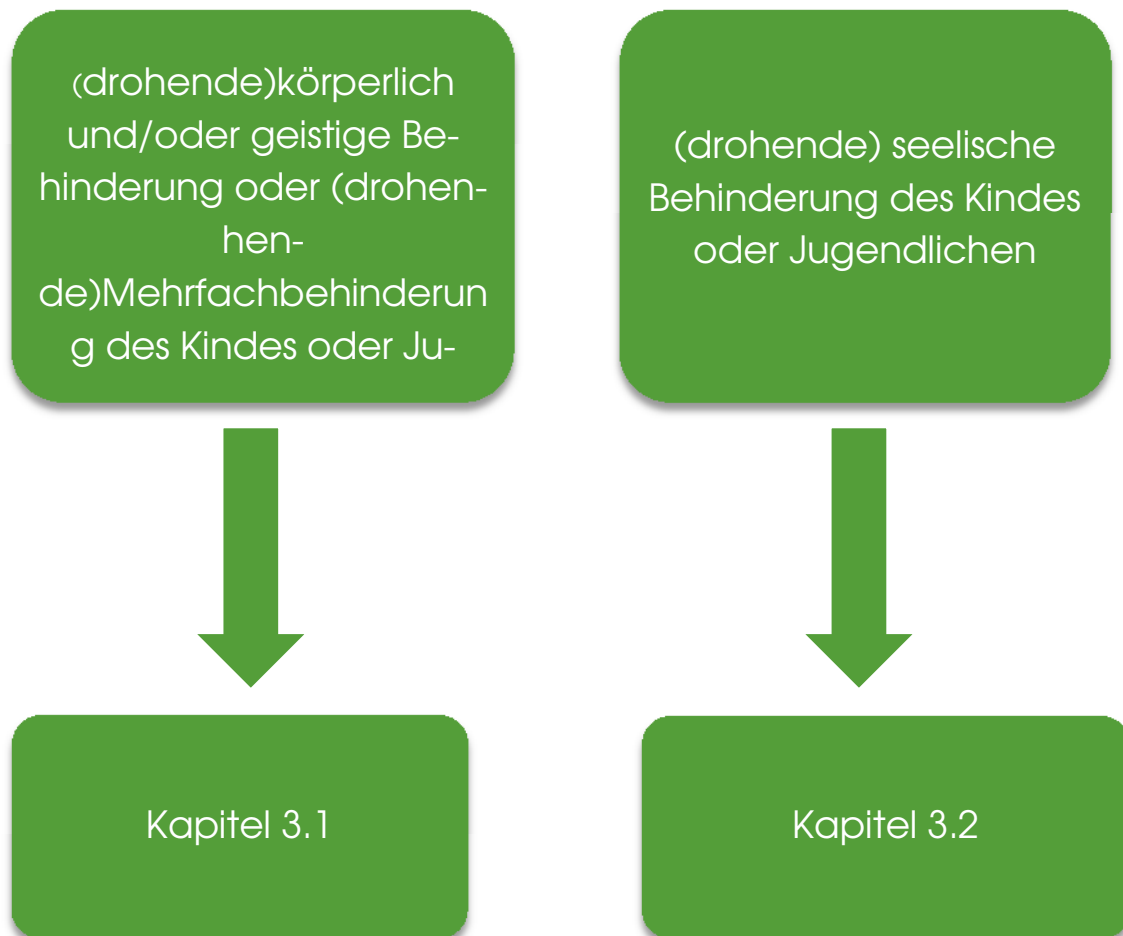 (drohende)körperlich
und/oder geistige Be-
hinderung oder (drohen-
hen-
de)Mehrfachbehinderun
g des Kindes oder Ju-
(drohende) seelische
Behinderung des Kindes
oder Jugendlichen
Kapitel 3.1
Kapitel 3.2